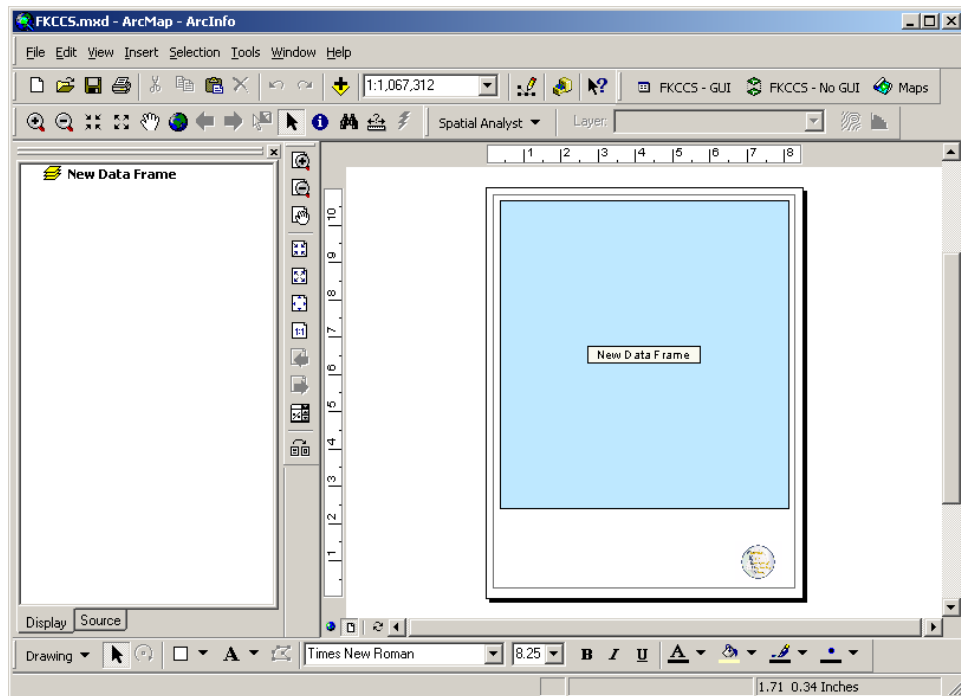 FKCCS.mxd - ArcMap - ArcInfo
File Edit View Insert Selection Tools Window Help
1:1,067,312 FKCCS - GUI FKCCS - No GUI Maps
Spatial Analyst Layer:
New Data Frame
1 2 3 4 5 6 7 8
10
9
8
7
6
5
4
3
2
1
1:1
New Data Frame
Display Source
Drawing A Times New Roman 8.25 B I U A
1.71 0.34 Inches